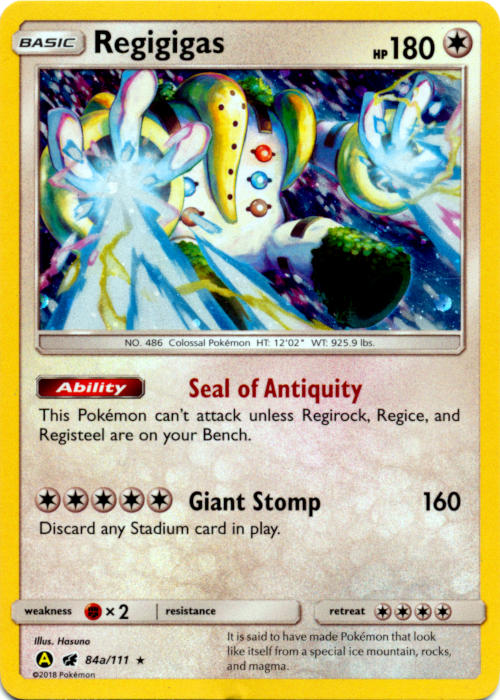 BASIC Regigigas HP 180
NO. 486 Colossal Pokémon HT: 12'02" WT: 925.9 lbs.
Ability Seal of Antiquity
This Pokémon can't attack unless Regirock, Regice, and
Registeel are on your Bench.
Giant Stomp 160
Discard any Stadium card in play.
weakness ×2 resistance retreat
Illus. Hasuno
A 84a/111 ★
©2018 Pokémon
It is said to have made Pokémon that look
like itself from a special ice mountain, rocks,
and magma.